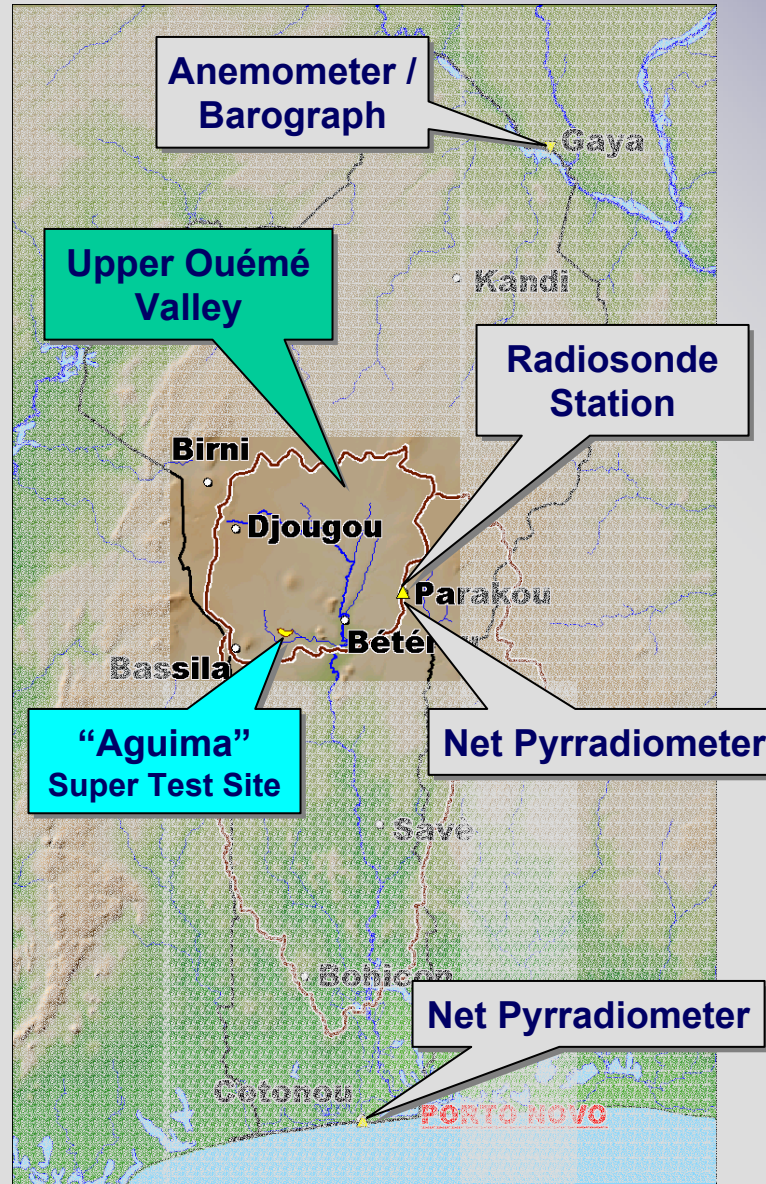 Anemometer /
Barograph
Gaya
Upper Ouémé
Valley
Kandi
Radiosonde
Station
Birni
Djougou
Parakou
Bassila
“Aguima”
Super Test Site
Net Pyrradiometer
Savè
Bohicon
Net Pyrradiometer
Cotonou
PORTO NOVO